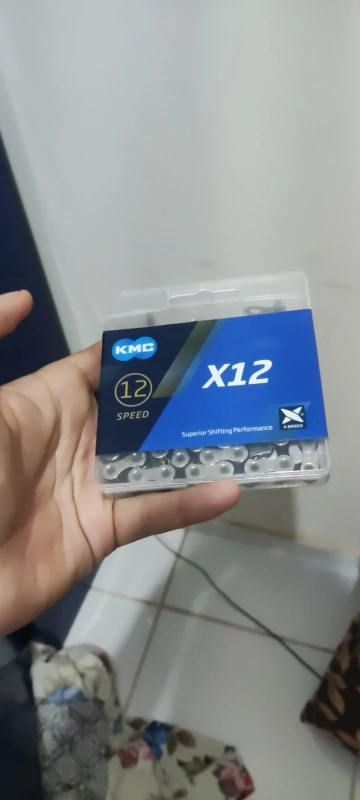 KMC
12
SPEED
X12
Superior Shifting Performance
X-BRIDGE